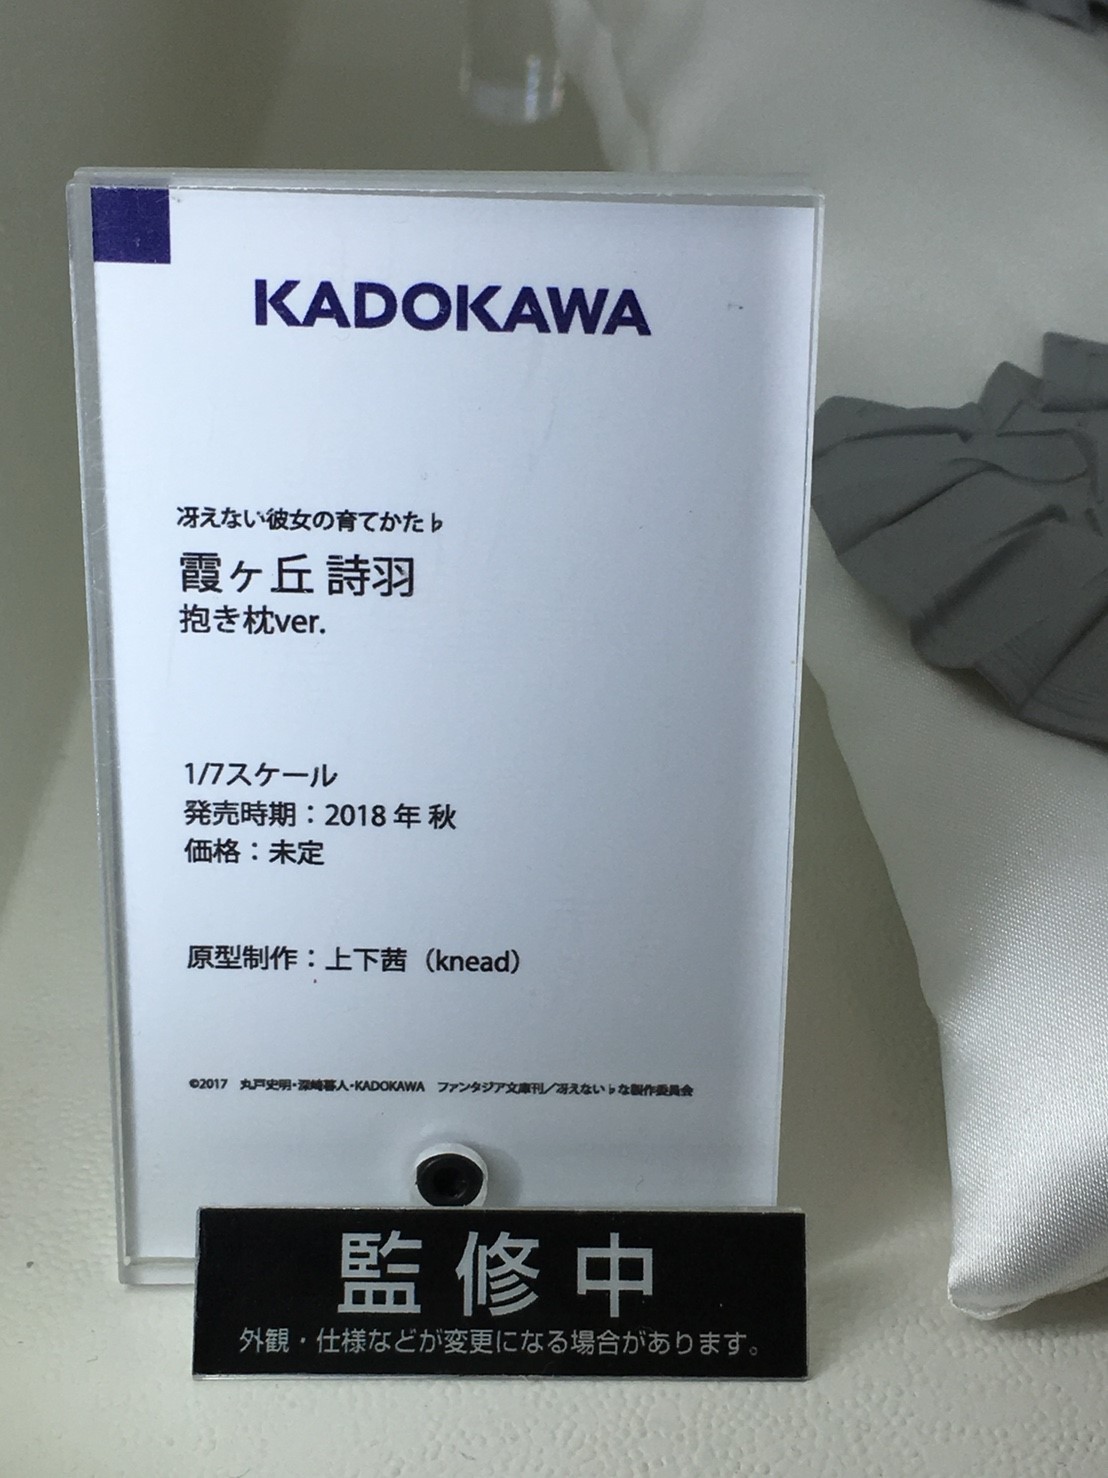 KADOKAWA
冴えない彼女の育てかた♭
霞ヶ丘 詩羽
抱き枕ver.
1/7スケール
発売時期：2018 年 秋
価格：未定
原型制作：上下茜（knead）
©2017　丸戸史明・深崎暮人・KADOKAWA　ファンタジア文庫刊／冴えない♭な製作委員会
監修中
外観・仕様などが変更になる場合があります。